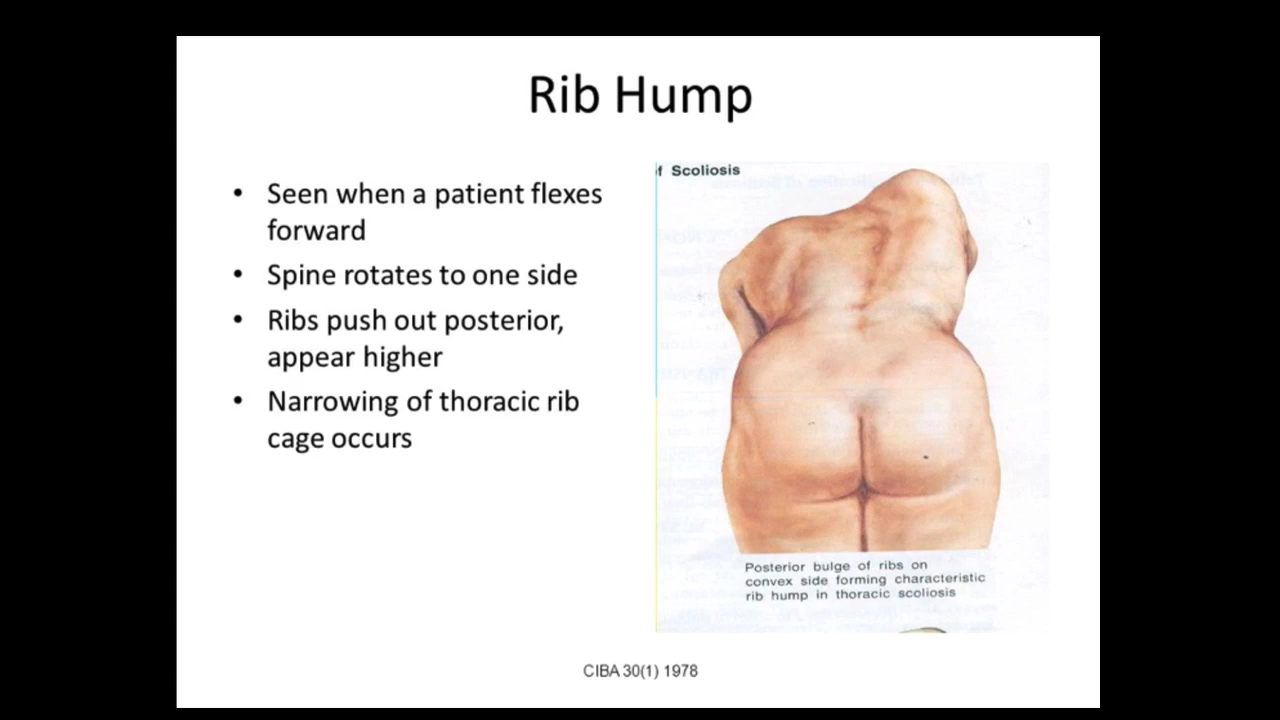 Rib Hump
• Seen when a patient flexes
forward
• Spine rotates to one side
• Ribs push out posterior,
appear higher
• Narrowing of thoracic rib
cage occurs
f Scoliosis
Posterior bulge of ribs on
convex side forming characteristic
rib hump in thoracic scoliosis
CIBA 30(1) 1978